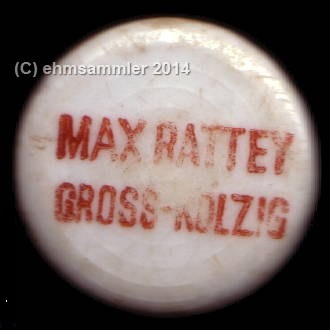 (C) ehmsammler 2014
MAX RATTEY
GROSS-KOLZIG